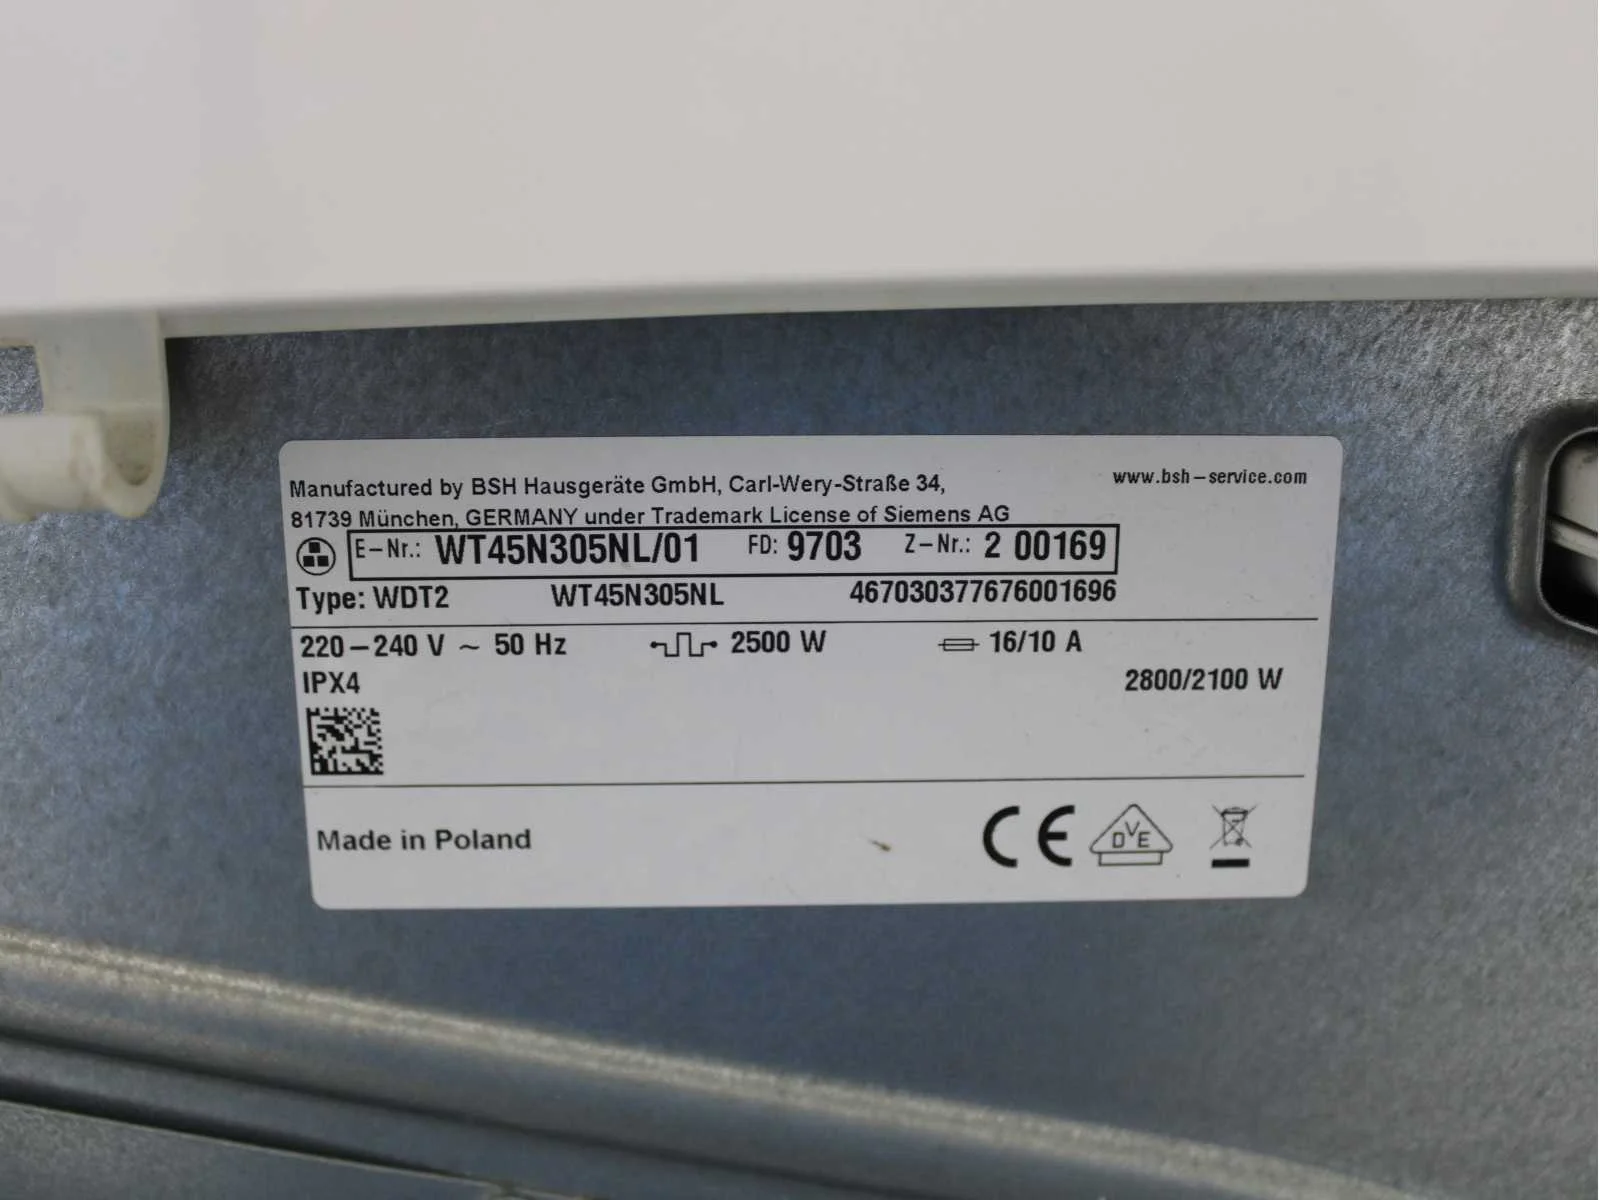 Manufactured by BSH Hausgeräte GmbH, Carl-Wery-Straße 34,
www.bsh-service.com
81739 München, GERMANY under Trademark License of Siemens AG
E-Nr.: WT45N305NL/01 FD: 9703 Z-Nr.: 2 00169
Type: WDT2 WT45N305NL 467030377676001696
220-240 V ~ 50 Hz 2500 W 16/10 A
IPX4 2800/2100 W
Made in Poland CE DVE